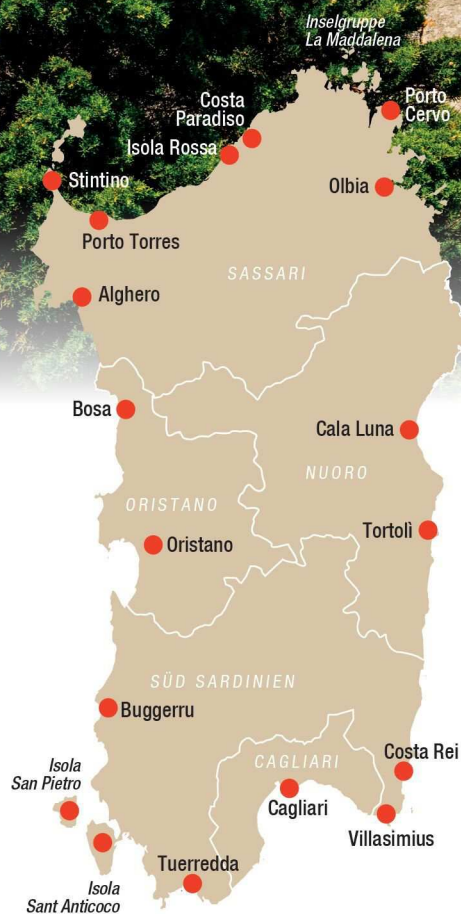 Inselgruppe
La Maddalena
Porto
Cervo
Costa
Paradiso
Isola Rossa
Stintino
Olbia
Porto Torres
SASSARI
Alghero
Bosa
Cala Luna
NUORO
ORISTANO
Tortolì
Oristano
SÜD SARDINIEN
Buggerru
Costa Rei
CAGLIARI
Isola
San Pietro
Cagliari
Villasimius
Tuerredda
Isola
Sant Anticoco